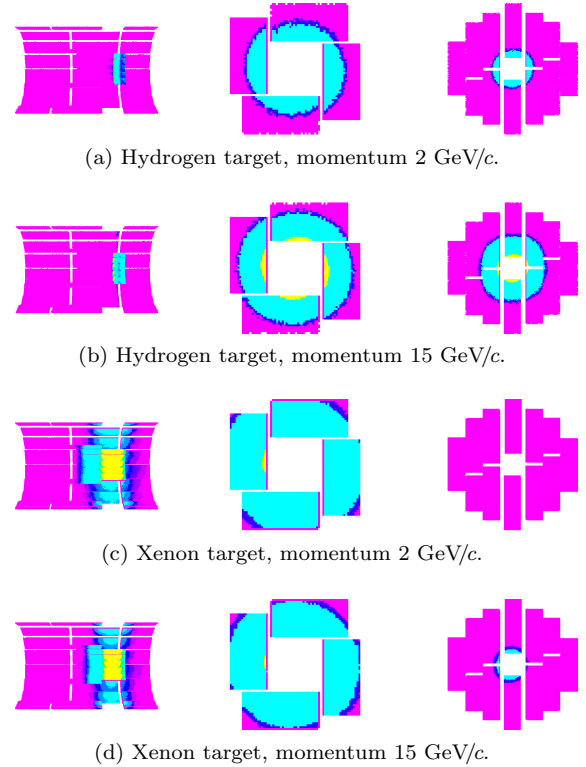 (a) Hydrogen target, momentum 2 GeV/c.
(b) Hydrogen target, momentum 15 GeV/c.
(c) Xenon target, momentum 2 GeV/c.
(d) Xenon target, momentum 15 GeV/c.